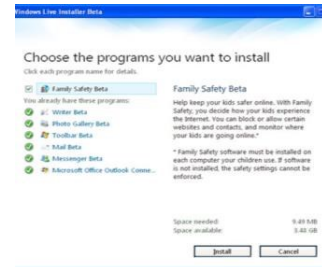 Windows Live Installer Beta
Choose the programs you want to install
Click each program name for details.
Family Safety Beta
You already have these programs:
Writer Beta
Photo Gallery Beta
Toolbar Beta
Mail Beta
Messenger Beta
Microsoft Office Outlook Conne...
Family Safety Beta
Help keep your kids safer online. With Family
Safety, you decide how your kids experience
the Internet. You can block or allow certain
websites and contacts, and monitor where
your kids are going online.*
* Family Safety software must be installed on
each computer your children use. If software
is not installed, the safety settings cannot be
enforced.
Space needed: 9.49 MB
Space available: 3.48 GB
Install
Cancel